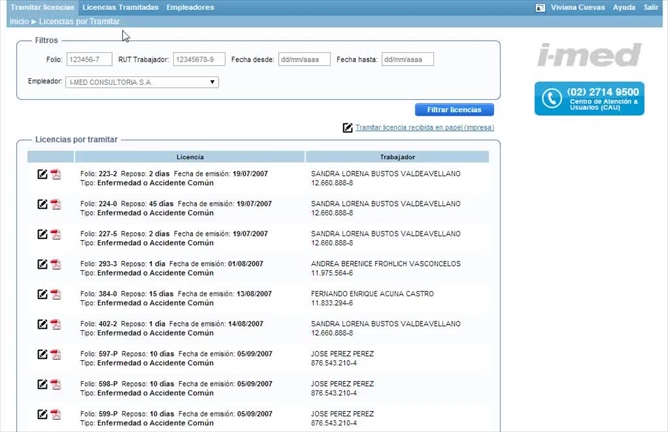 Tramitar licencias Licencias Tramitadas Empleadores Viviana Cuevas Ayuda Salir
Inicio ▶ Licencias por Tramitar
Filtros
Folio: 123456-7 RUT Trabajador: 12345678-9 Fecha desde: dd/mm/aaaa Fecha hasta: dd/mm/aaaa
Empleador: I-MED CONSULTORIA S.A.
i-med
(02) 2714 9500
Centro de Atención a
Usuarios (CAU)
Filtrar licencias
Tramitar licencia recibida en papel (impresa)
Licencias por tramitar
Licencia Trabajador
Folio: 223-2 Reposo: 2 días Fecha de emisión: 19/07/2007 SANDRA LORENA BUSTOS VALDEAVELLANO
Tipo: Enfermedad o Accidente Común 12.660.888-8
Folio: 224-0 Reposo: 45 días Fecha de emisión: 19/07/2007 SANDRA LORENA BUSTOS VALDEAVELLANO
Tipo: Enfermedad o Accidente Común 12.660.888-8
Folio: 227-5 Reposo: 2 días Fecha de emisión: 19/07/2007 SANDRA LORENA BUSTOS VALDEAVELLANO
Tipo: Enfermedad o Accidente Común 12.660.888-8
Folio: 293-3 Reposo: 1 día Fecha de emisión: 01/08/2007 ANDREA BERENICE FROHLICH VASCONCELOS
Tipo: Enfermedad o Accidente Común 11.975.564-6
Folio: 384-0 Reposo: 15 días Fecha de emisión: 13/08/2007 FERNANDO ENRIQUE ACUNA CASTRO
Tipo: Enfermedad o Accidente Común 11.833.294-6
Folio: 402-2 Reposo: 1 día Fecha de emisión: 14/08/2007 SANDRA LORENA BUSTOS VALDEAVELLANO
Tipo: Enfermedad o Accidente Común 12.660.888-8
Folio: 597-P Reposo: 10 días Fecha de emisión: 05/09/2007 JOSE PEREZ PEREZ
Tipo: Enfermedad o Accidente Común 876.543.210-4
Folio: 598-P Reposo: 10 días Fecha de emisión: 05/09/2007 JOSE PEREZ PEREZ
Tipo: Enfermedad o Accidente Común 876.543.210-4
Folio: 599-P Reposo: 10 días Fecha de emisión: 05/09/2007 JOSE PEREZ PEREZ
Tipo: Enfermedad o Accidente Común 876.543.210-4